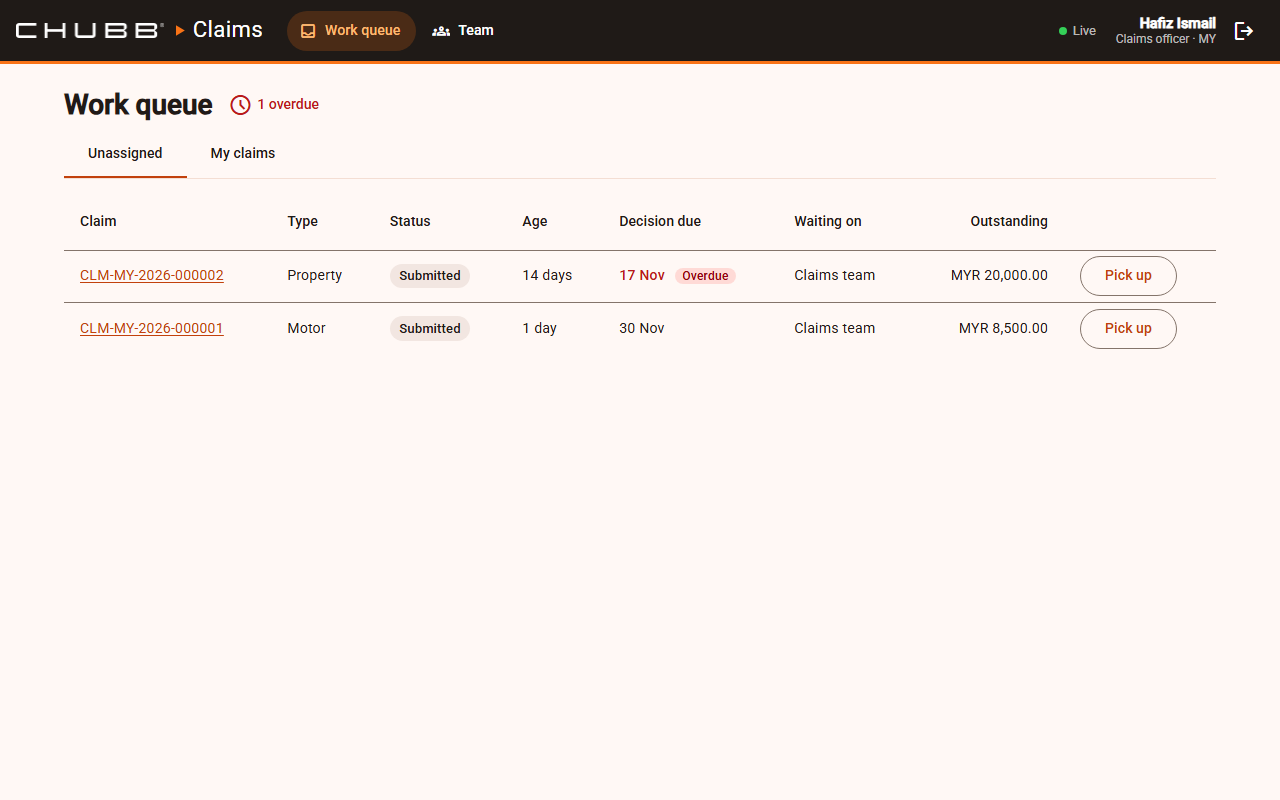 CHUBB® Claims Work queue Team Live Hafiz Ismail
Claims officer · MY
Work queue 1 overdue
Unassigned My claims
Claim Type Status Age Decision due Waiting on Outstanding
CLM-MY-2026-000002 Property Submitted 14 days 17 Nov Overdue Claims team MYR 20,000.00 Pick up
CLM-MY-2026-000001 Motor Submitted 1 day 30 Nov Claims team MYR 8,500.00 Pick up